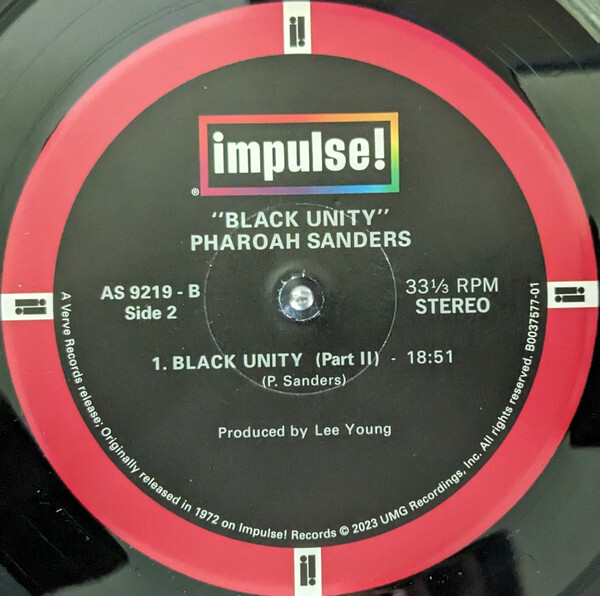 impulse!
®
"BLACK UNITY"
PHAROAH SANDERS
AS 9219 - B
Side 2
33⅓ RPM
STEREO
1. BLACK UNITY (Part II) - 18:51
(P. Sanders)
Produced by Lee Young
A Verve Records release; Originally released in 1972 on Impulse! Records © 2023 UMG Recordings, Inc. All rights reserved. B0037577-01
i!
i!
i!
i!